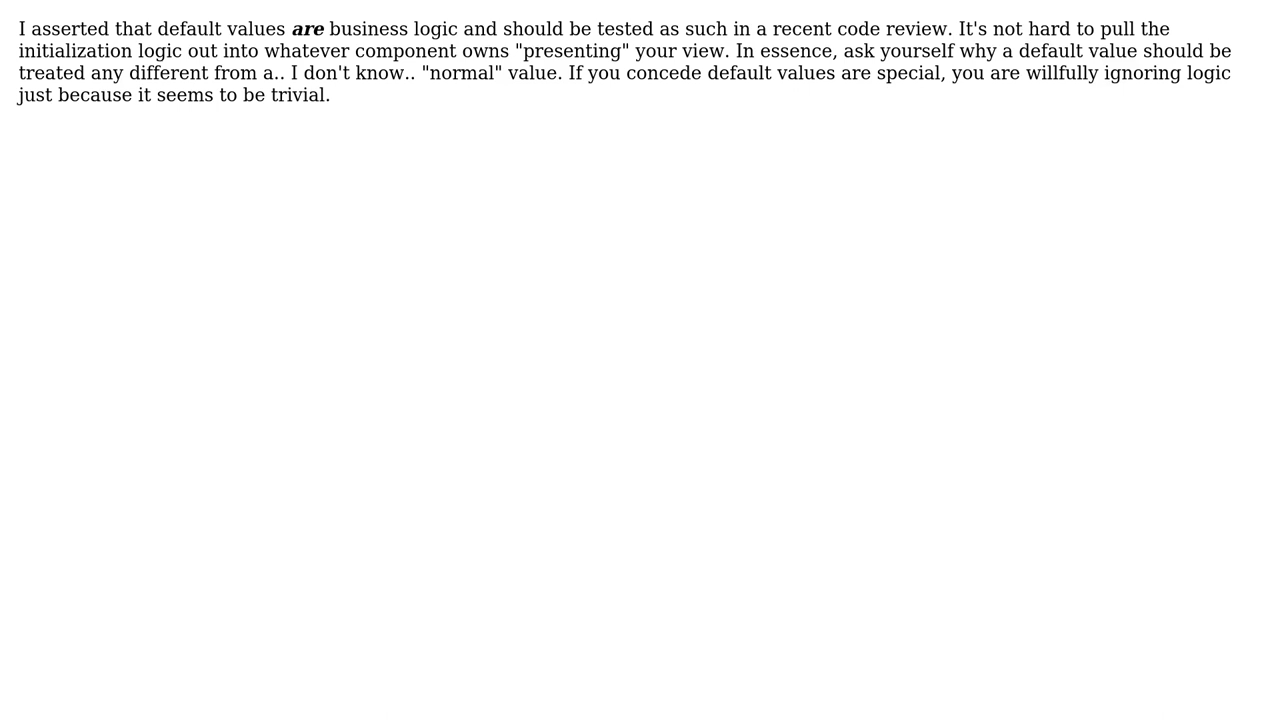 I asserted that default values are business logic and should be tested as such in a recent code review. It's not hard to pull the
initialization logic out into whatever component owns "presenting" your view. In essence, ask yourself why a default value should be
treated any different from a.. I don't know.. "normal" value. If you concede default values are special, you are willfully ignoring logic
just because it seems to be trivial.